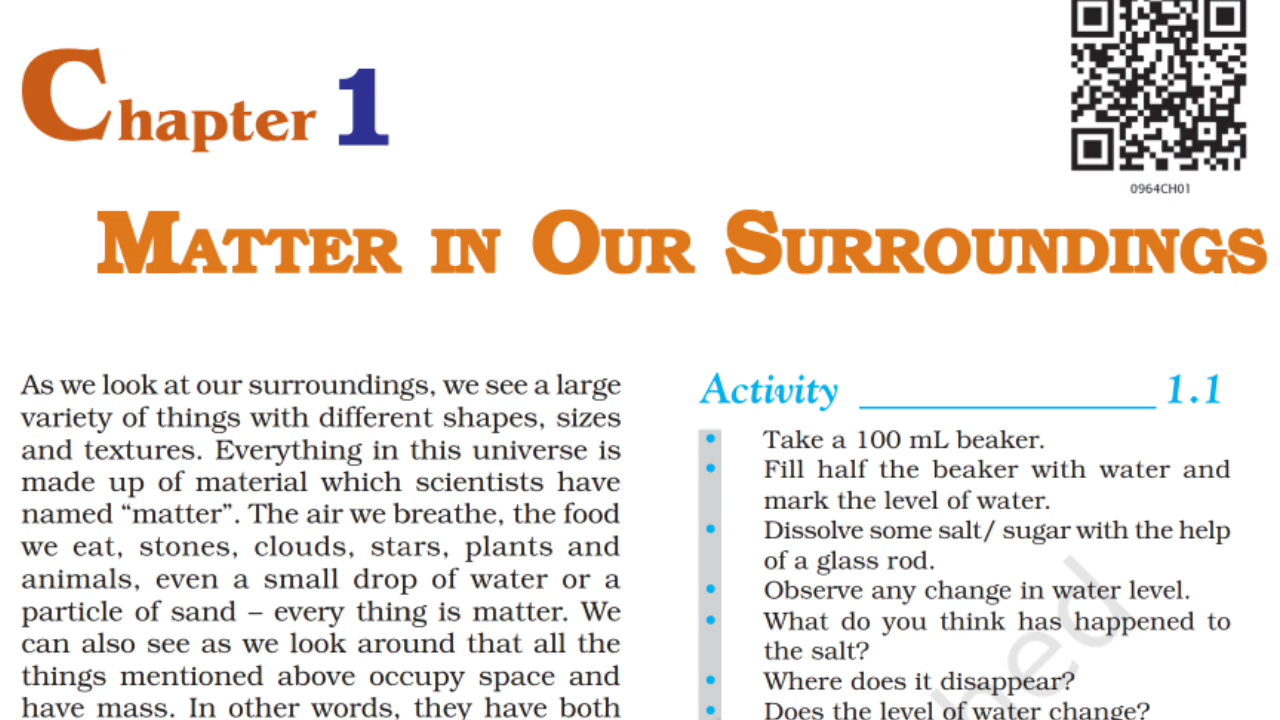 Chapter 1
0964CH01
MATTER IN OUR SURROUNDINGS
As we look at our surroundings, we see a large
variety of things with different shapes, sizes
and textures. Everything in this universe is
made up of material which scientists have
named “matter”. The air we breathe, the food
we eat, stones, clouds, stars, plants and
animals, even a small drop of water or a
particle of sand – every thing is matter. We
can also see as we look around that all the
things mentioned above occupy space and
have mass. In other words, they have both
Activity 1.1
• Take a 100 mL beaker.
• Fill half the beaker with water and
mark the level of water.
• Dissolve some salt/ sugar with the help
of a glass rod.
• Observe any change in water level.
• What do you think has happened to
the salt?
• Where does it disappear?
• Does the level of water change?
hed